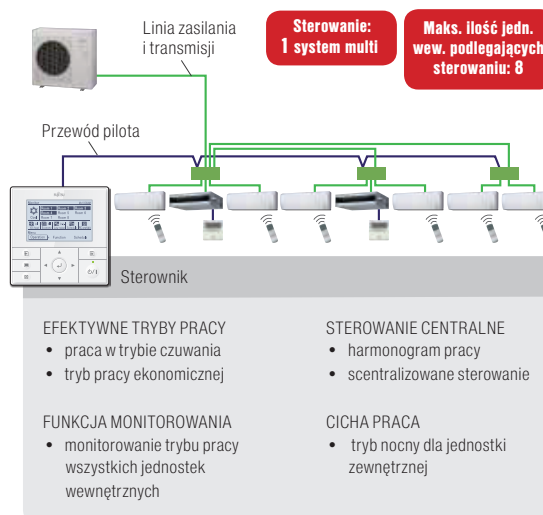 Linia zasilania
i transmisji
Sterowanie:
1 system multi
Maks. ilość jedn.
wew. podlegających
sterowaniu: 8
Przewód pilota
Sterownik
EFEKTYWNE TRYBY PRACY
• praca w trybie czuwania
• tryb pracy ekonomicznej
STEROWANIE CENTRALNE
• harmonogram pracy
• scentralizowane sterowanie
FUNKCJA MONITOROWANIA
• monitorowanie trybu pracy
wszystkich jednostek
wewnętrznych
CICHA PRACA
• tryb nocny dla jednostki
zewnętrznej